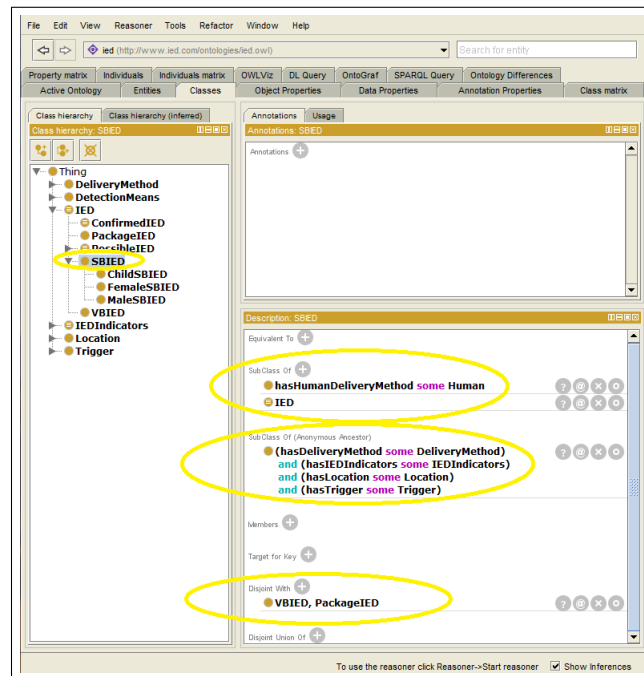 File Edit View Reasoner Tools Refactor Window Help
ied (http://www.ied.com/ontologies/ied.owl)
Search for entity
Property matrix Individuals Individuals matrix OWLViz DL Query OntoGraf SPARQL Query Ontology Differences
Active Ontology Entities Classes Object Properties Data Properties Annotation Properties Class matrix
Class hierarchy Class hierarchy (inferred)
Class hierarchy: SBIED
Thing
DeliveryMethod
DetectionMeans
IED
ConfirmedIED
PackageIED
PossibleIED
SBIED
ChildSBIED
FemaleSBIED
MaleSBIED
VBIED
IEDIndicators
Location
Trigger
Annotations Usage
Annotations: SBIED
Annotations
Description: SBIED
Equivalent To
SubClass Of
hasHumanDeliveryMethod some Human
IED
SubClass Of (Anonymous Ancestor)
(hasDeliveryMethod some DeliveryMethod)
and (hasIEDIndicators some IEDIndicators)
and (hasLocation some Location)
and (hasTrigger some Trigger)
Members
Target for Key
Disjoint With
VBIED, PackageIED
Disjoint Union Of
To use the reasoner click Reasoner->Start reasoner Show Inferences